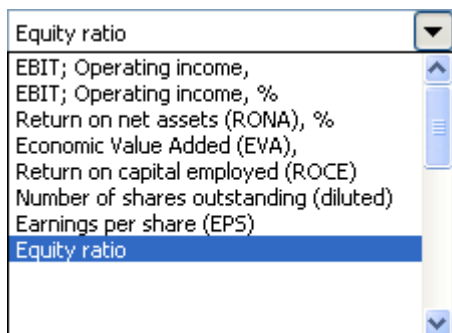 Equity ratio
EBIT; Operating income,
EBIT; Operating income, %
Return on net assets (RONA), %
Economic Value Added (EVA),
Return on capital employed (ROCE)
Number of shares outstanding (diluted)
Earnings per share (EPS)
Equity ratio